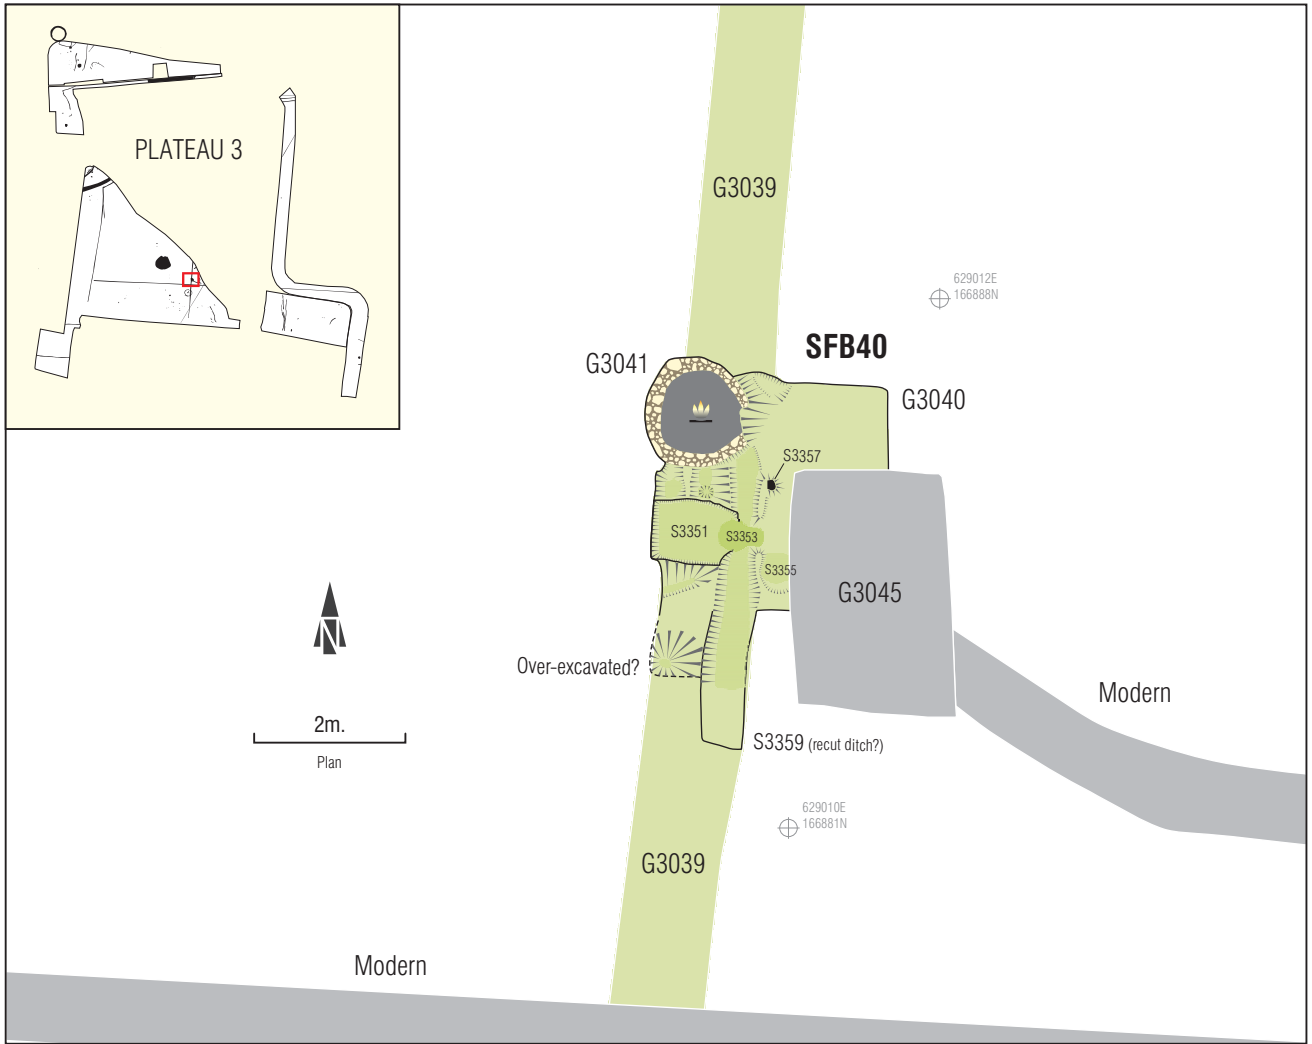 PLATEAU 3
G3039
629012E
166888N
SFB40
G3041
G3040
S3357
S3351
S3353
S3355
G3045
N
Over-excavated?
Modern
2m.
Plan
S3359 (recut ditch?)
629010E
166881N
G3039
Modern